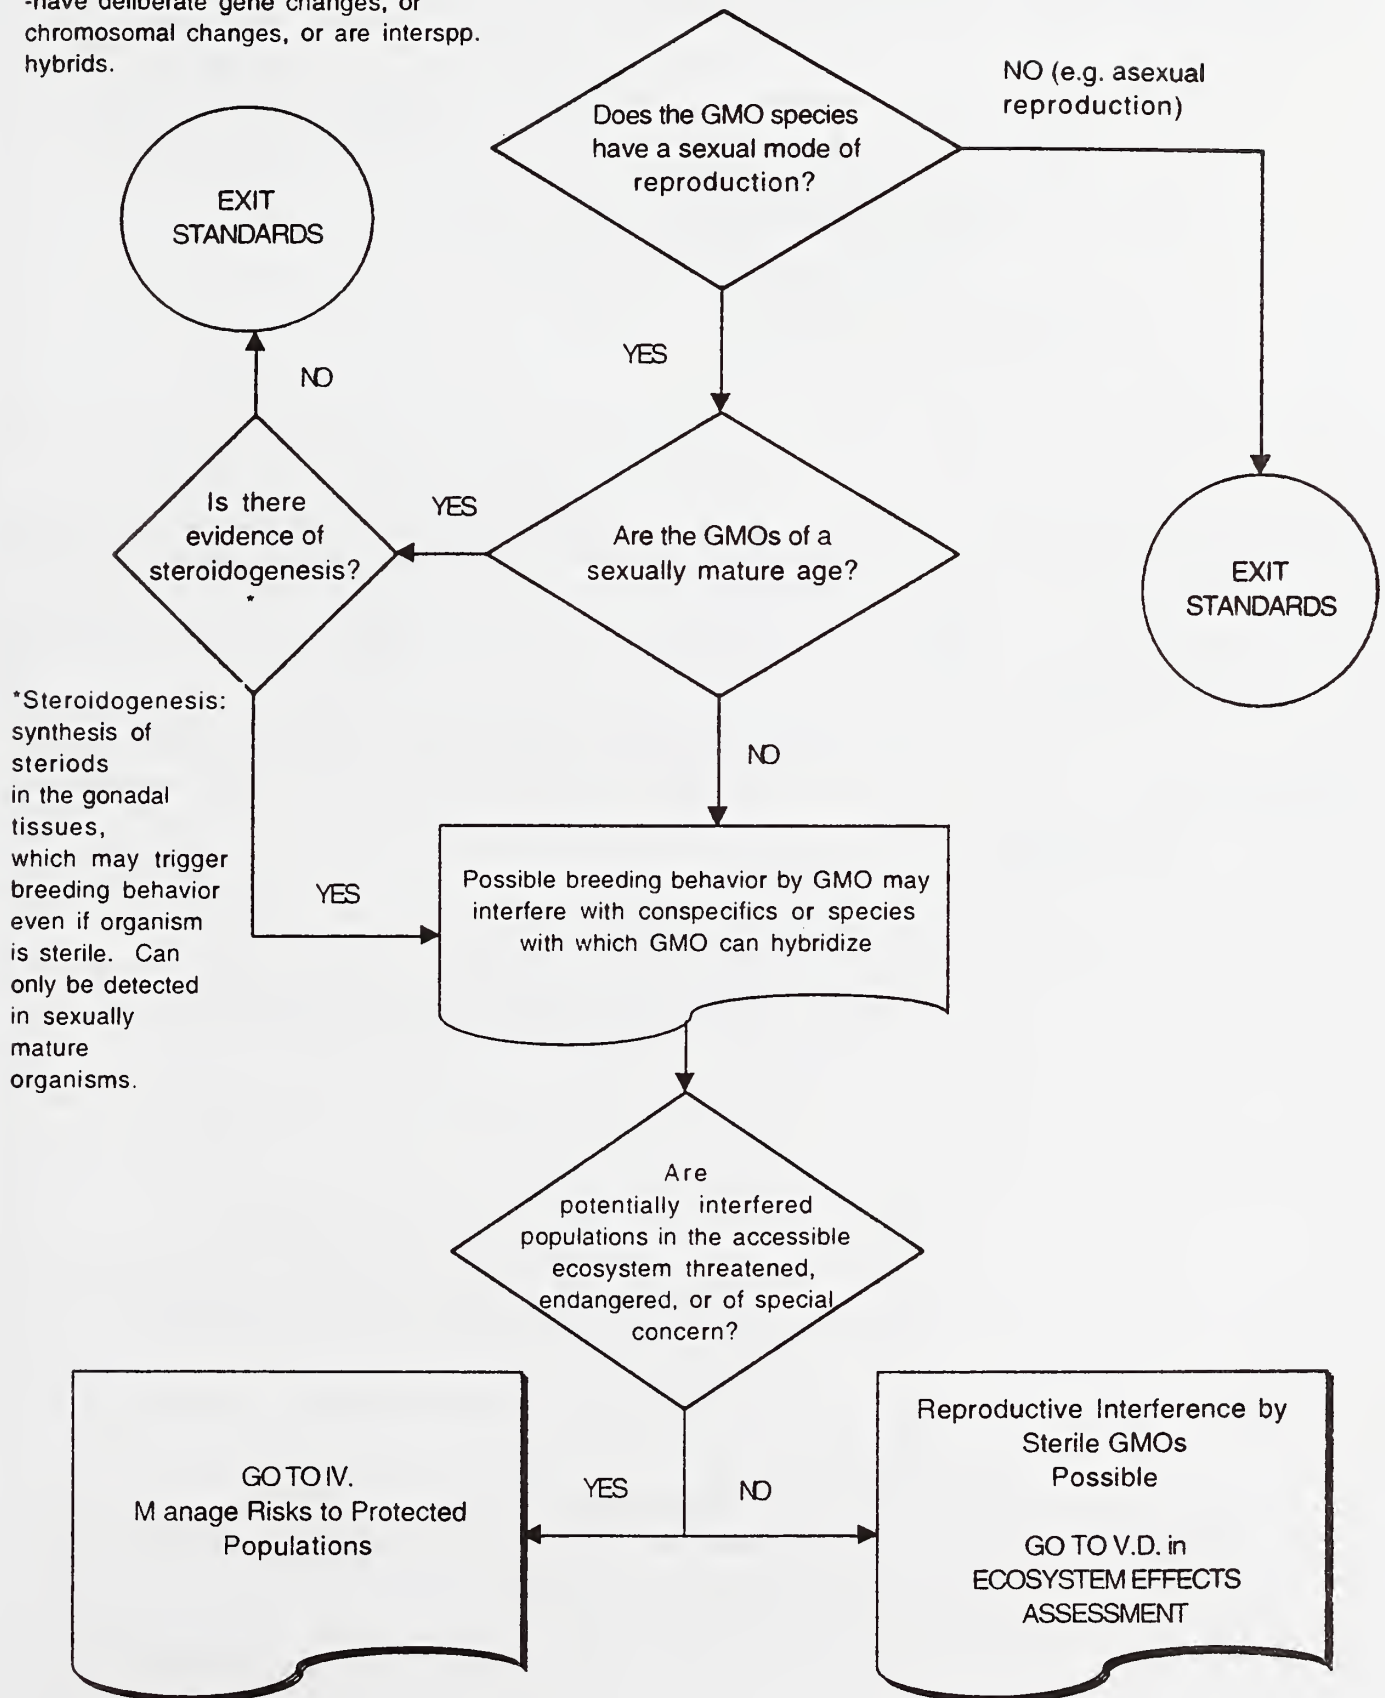 -have deliberate gene changes, or
chromosomal changes, or are interspp.
hybrids.
Does the GMO species
have a sexual mode of
reproduction?
NO (e.g. asexual
reproduction)
EXIT
STANDARDS
YES
NO
EXIT
STANDARDS
Are the GMOs of a
sexually mature age?
YES
Is there
evidence of
steroidogenesis?
*
NO
*Steroidogenesis:
synthesis of
steriods
in the gonadal
tissues,
which may trigger
breeding behavior
even if organism
is sterile. Can
only be detected
in sexually
mature
organisms.
YES
Possible breeding behavior by GMO may
interfere with conspecifics or species
with which GMO can hybridize
Are
potentially interfered
populations in the accessible
ecosystem threatened,
endangered, or of special
concern?
YES
NO
GO TO IV.
M anage Risks to Protected
Populations
Reproductive Interference by
Sterile GMOs
Possible
GO TO V.D. in
ECOSYSTEM EFFECTS
ASSESSMENT